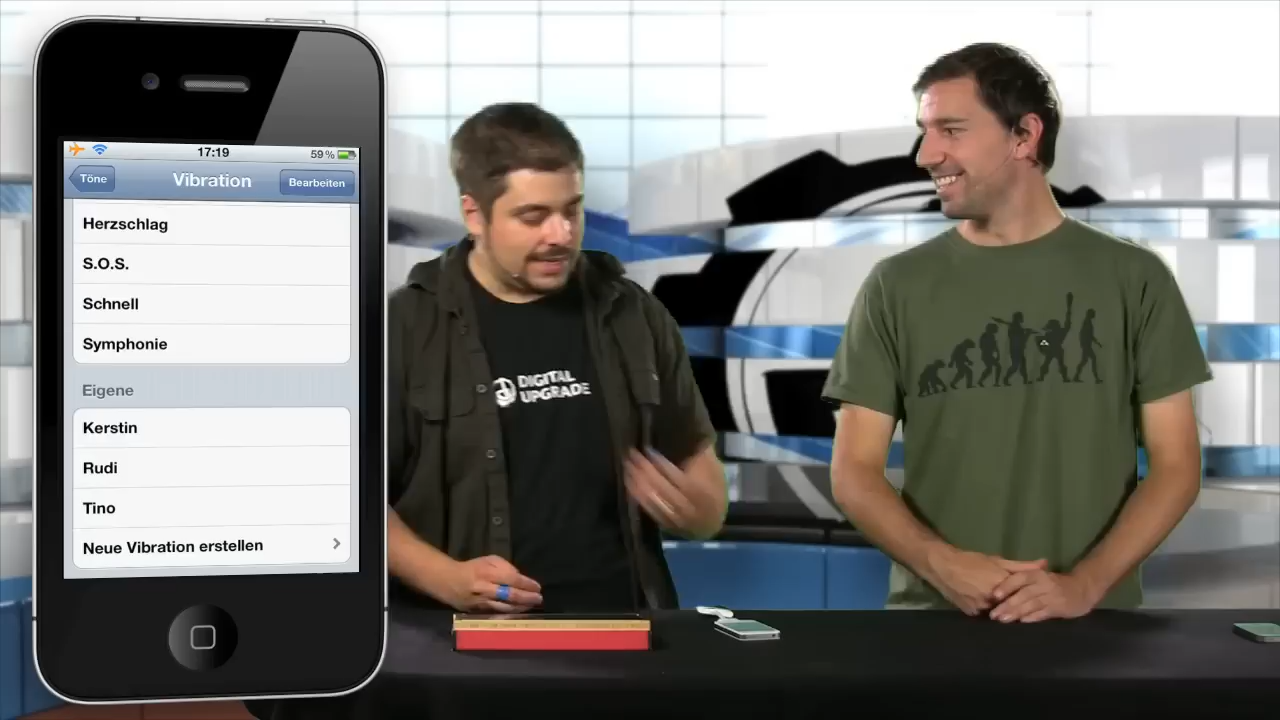 17:19
59 %
Töne
Vibration
Bearbeiten
Herzschlag
S.O.S.
Schnell
Symphonie
Eigene
Kerstin
Rudi
Tino
Neue Vibration erstellen
DIGITAL
UPGRADE